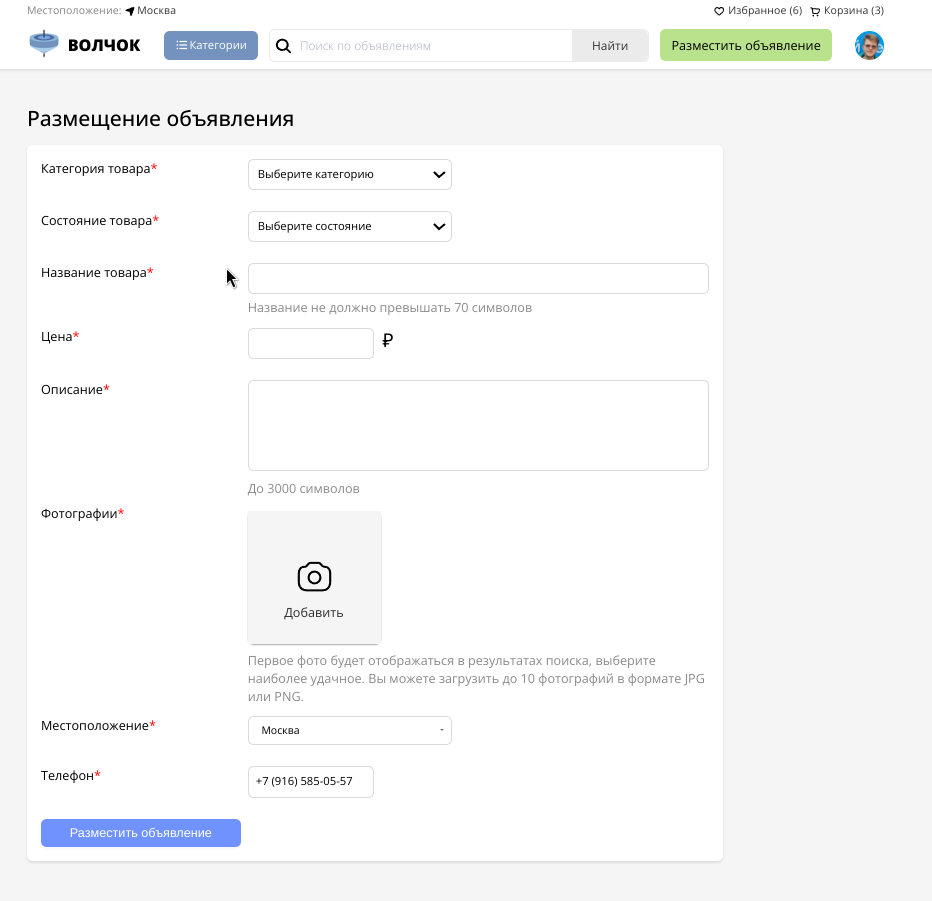 Местоположение: Москва
Избранное (6) Корзина (3)
ВОЛЧОК
Категории
Поиск по объявлениям
Найти
Разместить объявление
Размещение объявления
Категория товара*
Выберите категорию
Состояние товара*
Выберите состояние
Название товара*
Название не должно превышать 70 символов
Цена*
₽
Описание*
До 3000 символов
Фотографии*
Добавить
Первое фото будет отображаться в результатах поиска, выберите
наиболее удачное. Вы можете загрузить до 10 фотографий в формате JPG
или PNG.
Местоположение*
Москва
Телефон*
+7 (916) 585-05-57
Разместить объявление